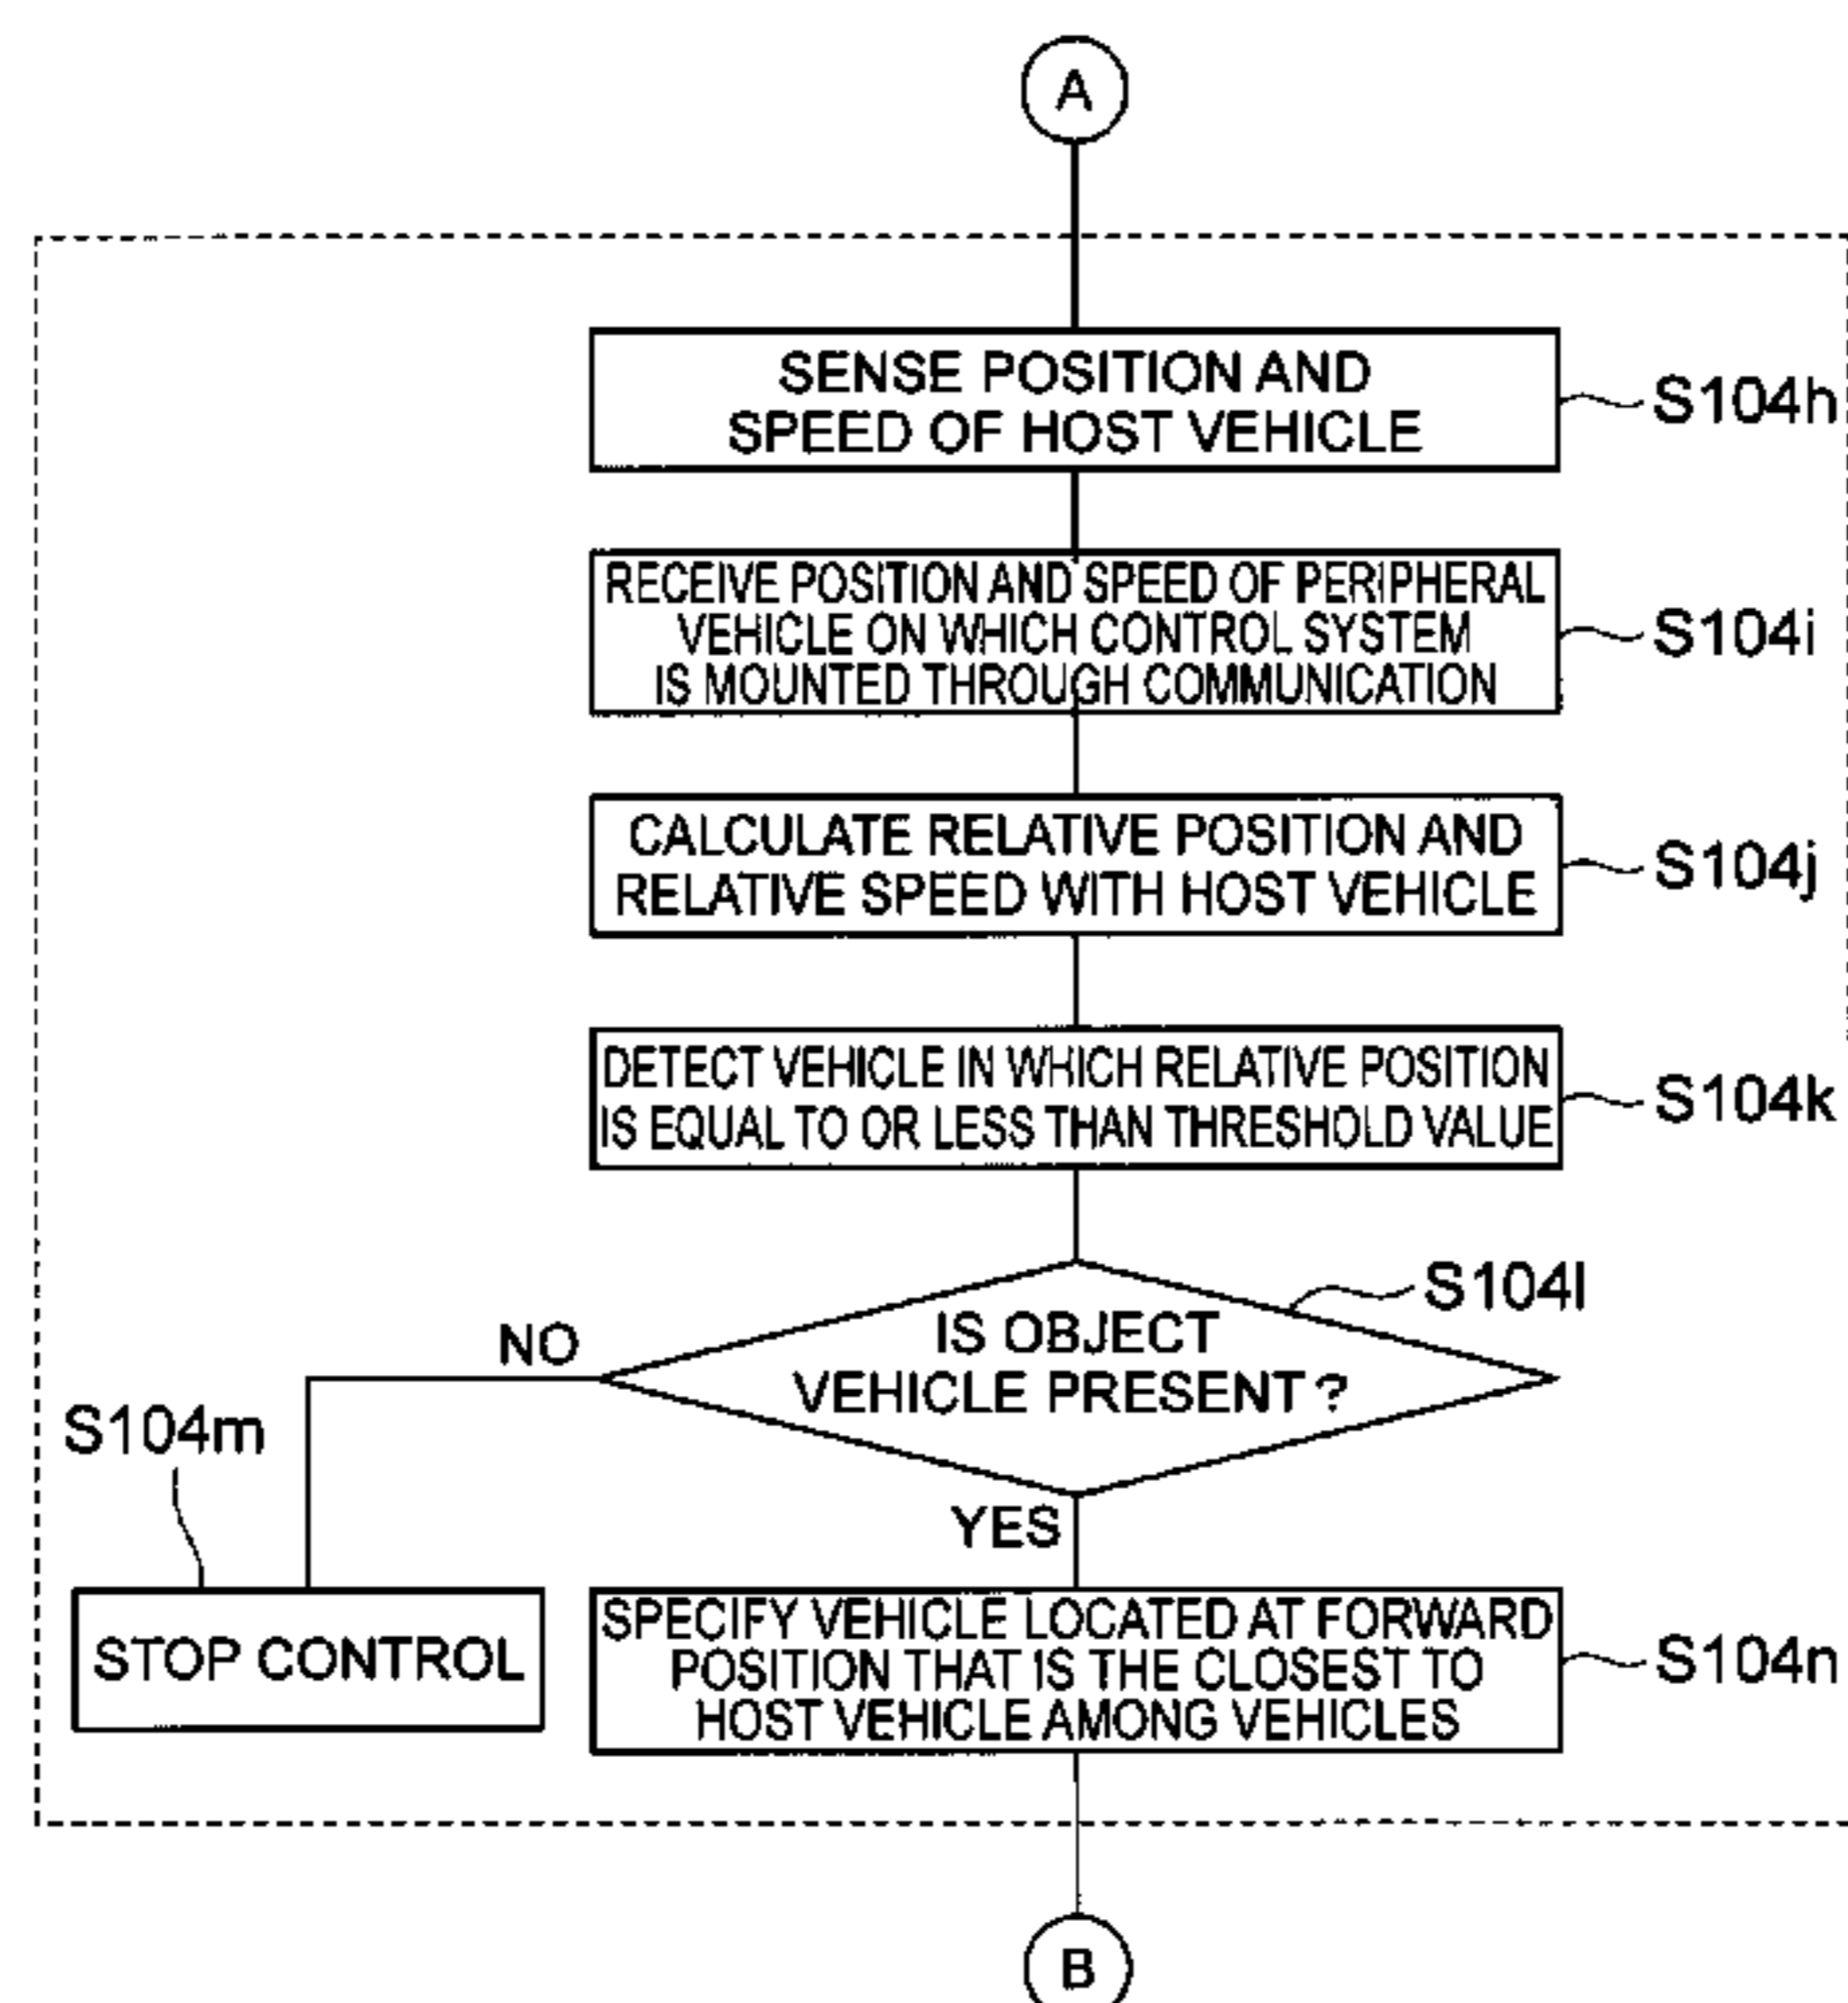 A
SENSE POSITION AND
SPEED OF HOST VEHICLE
S104h
RECEIVE POSITION AND SPEED OF PERIPHERAL
VEHICLE ON WHICH CONTROL SYSTEM
IS MOUNTED THROUGH COMMUNICATION
S104i
CALCULATE RELATIVE POSITION AND
RELATIVE SPEED WITH HOST VEHICLE
S104j
DETECT VEHICLE IN WHICH RELATIVE POSITION
IS EQUAL TO OR LESS THAN THRESHOLD VALUE
S104k
IS OBJECT
VEHICLE PRESENT ?
S104l
NO
YES
S104m
STOP CONTROL
SPECIFY VEHICLE LOCATED AT FORWARD
POSITION THAT IS THE CLOSEST TO
HOST VEHICLE AMONG VEHICLES
S104n
B